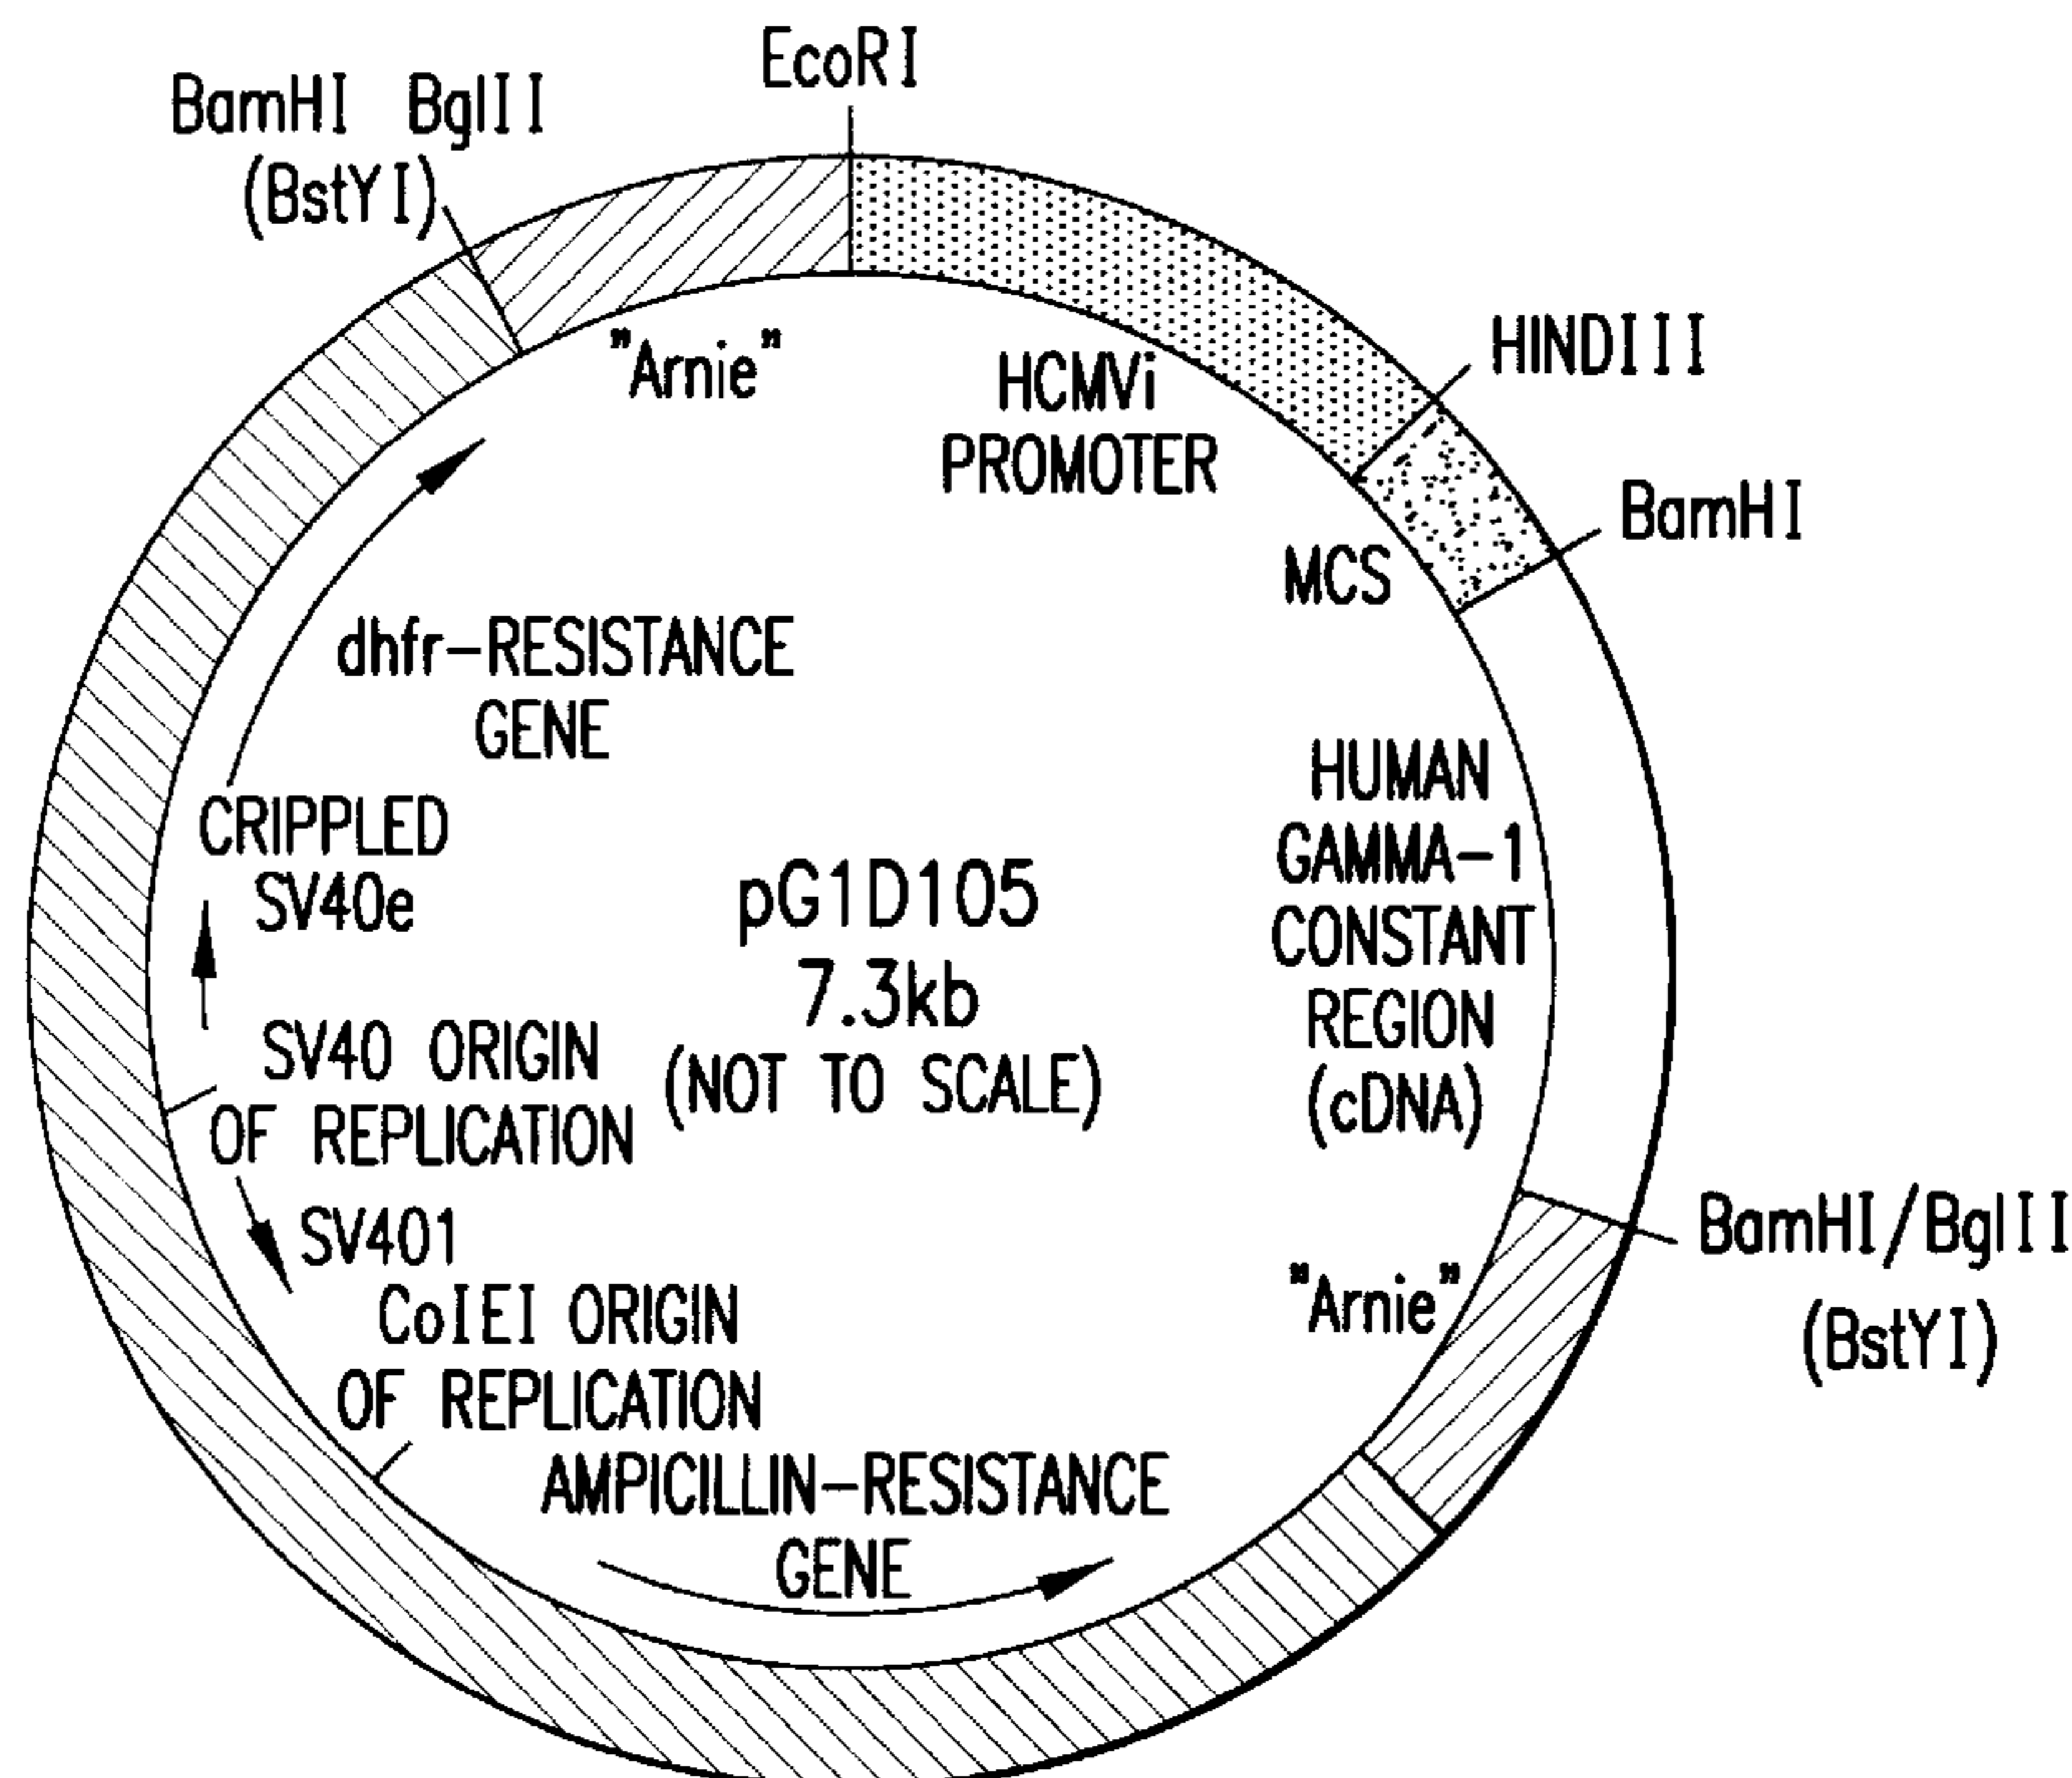 EcoRI
BamHI BglII
(BstYI)
"Arnie"
HCMVi
PROMOTER
HINDIII
BamHI
MCS
dhfr-RESISTANCE
GENE
HUMAN
GAMMA-1
CONSTANT
REGION
(cDNA)
CRIPPLED
SV40e
pG1D105
7.3kb
(NOT TO SCALE)
SV40 ORIGIN
OF REPLICATION
SV401
BamHI/BglII
(BstYI)
"Arnie"
CoIEI ORIGIN
OF REPLICATION
AMPICILLIN-RESISTANCE
GENE